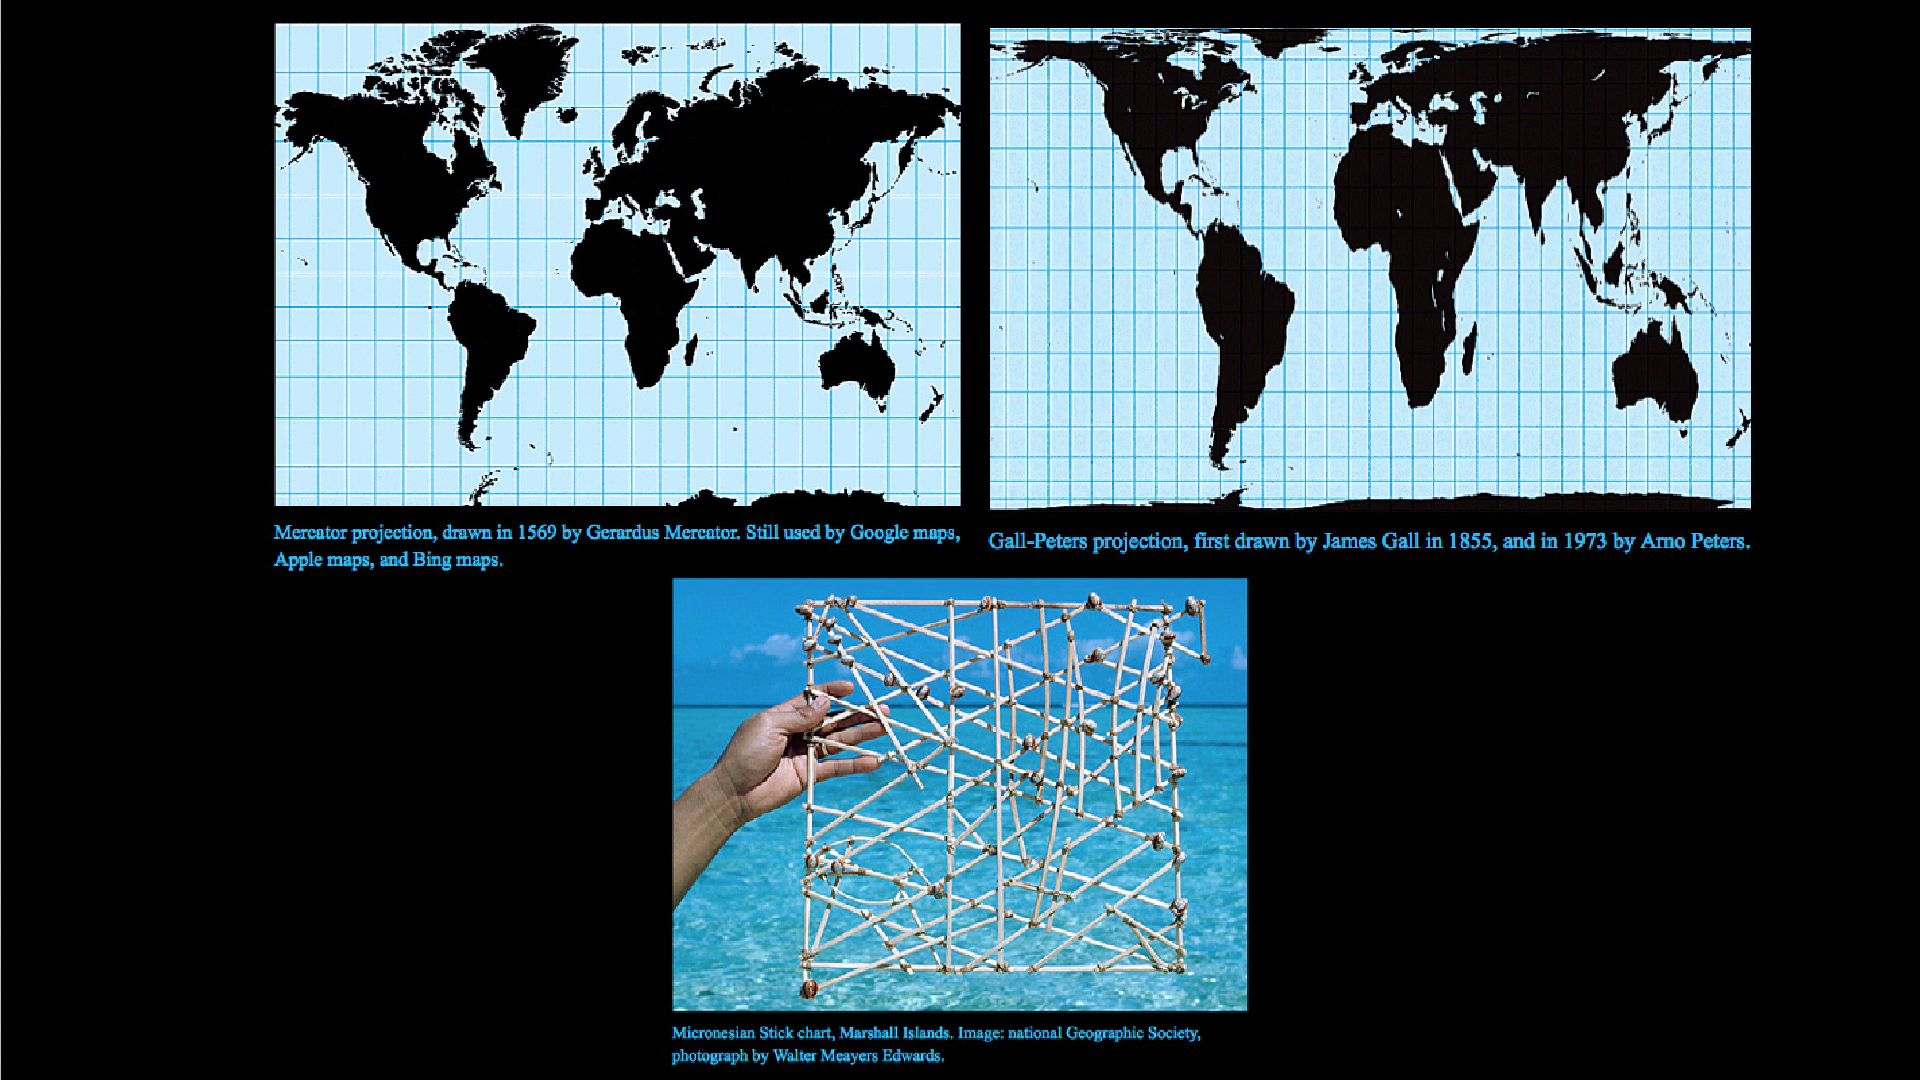 Mercator projection, drawn in 1569 by Gerardus Mercator. Still used by Google maps,
Apple maps, and Bing maps.
Gall-Peters projection, first drawn by James Gall in 1855, and in 1973 by Arno Peters.
Micronesian Stick chart, Marshall Islands. Image: national Geographic Society,
photograph by Walter Meayers Edwards.